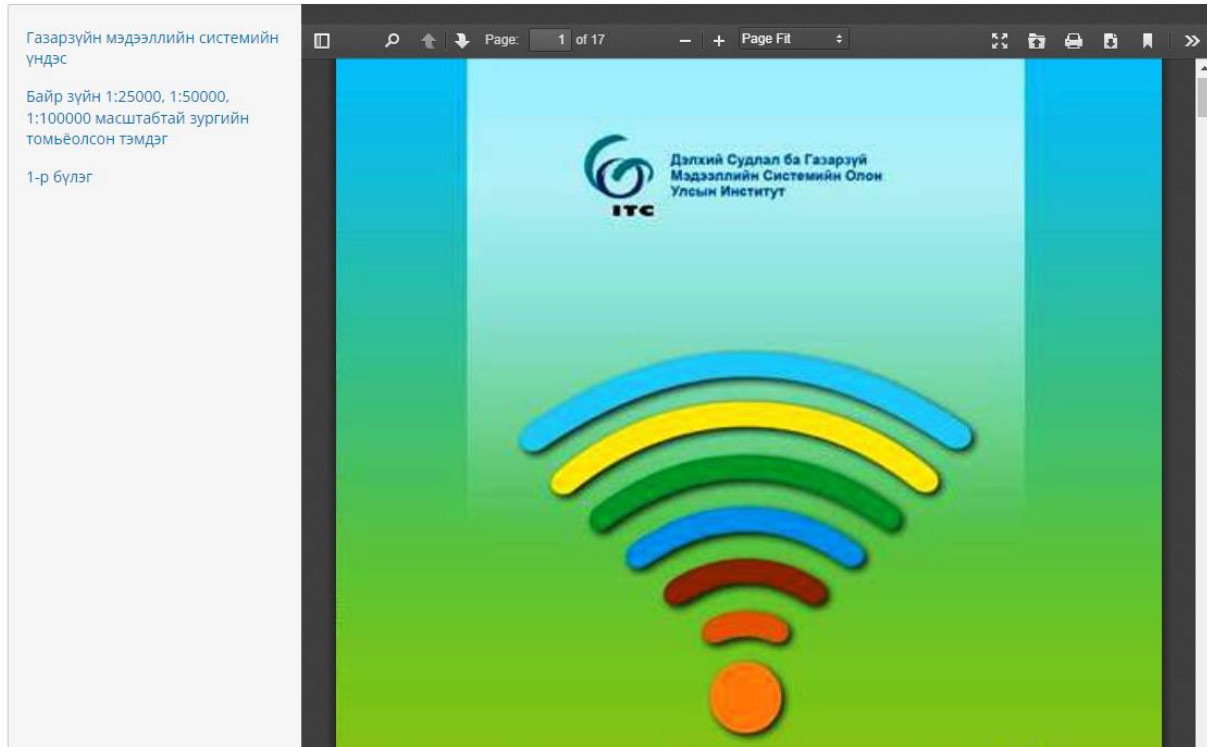 Газарзүйн мэдээллийн системийн
үндэс
Байр зүйн 1:25000, 1:50000,
1:100000 масштабтай зургийн
томьёолсон тэмдэг
1-р бүлэг
Page: 1 of 17
Page Fit
Дэлхий Судлал ба Газарзүй
Мэдээллийн Системийн Олон
Улсын Институт
ITC